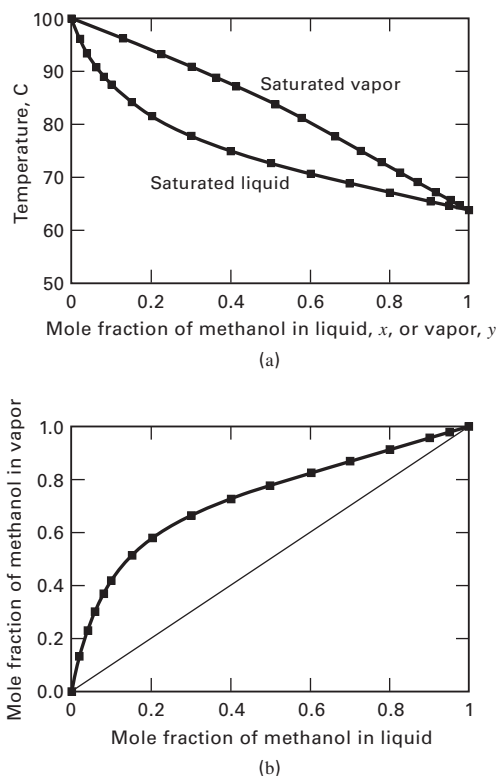 100
90
80
70
60
50
Temperature, C
Saturated vapor
Saturated liquid
0 0.2 0.4 0.6 0.8 1
Mole fraction of methanol in liquid, x, or vapor, y
(a)
1.0
0.8
0.6
0.4
0.2
0.0
Mole fraction of methanol in vapor
0 0.2 0.4 0.6 0.8 1
Mole fraction of methanol in liquid
(b)